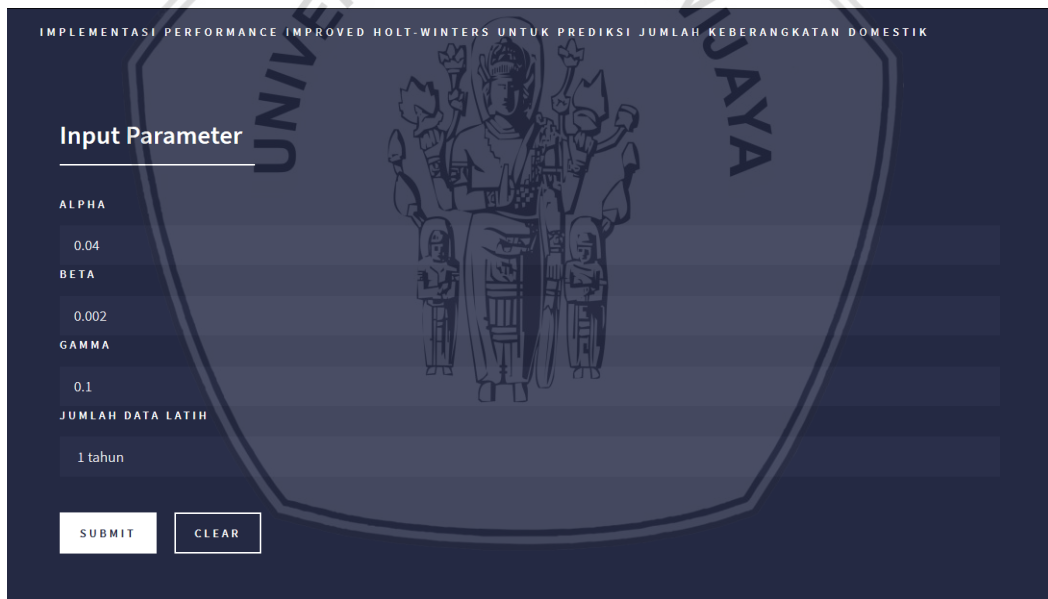 IMPLEMENTASI PERFORMANCE IMPROVED HOLT-WINTERS UNTUK PREDIKSI JUMLAH KEBERANGKATAN DOMESTIK
Input Parameter
ALPHA
0.04
BETA
0.002
GAMMA
0.1
JUMLAH DATA LATIH
1 tahun
SUBMIT CLEAR